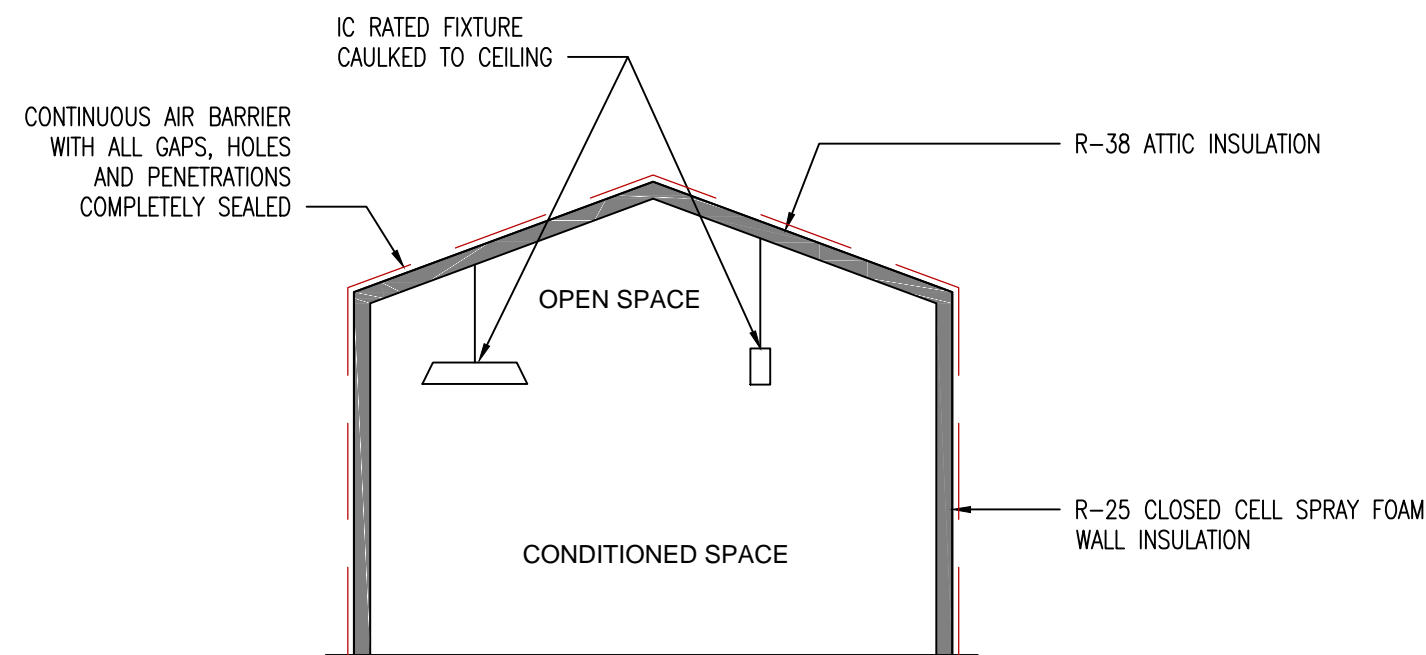 IC RATED FIXTURE
CAULKED TO CEILING
CONTINUOUS AIR BARRIER
WITH ALL GAPS, HOLES
AND PENETRATIONS
COMPLETELY SEALED
R-38 ATTIC INSULATION
OPEN SPACE
R-25 CLOSED CELL SPRAY FOAM
WALL INSULATION
CONDITIONED SPACE